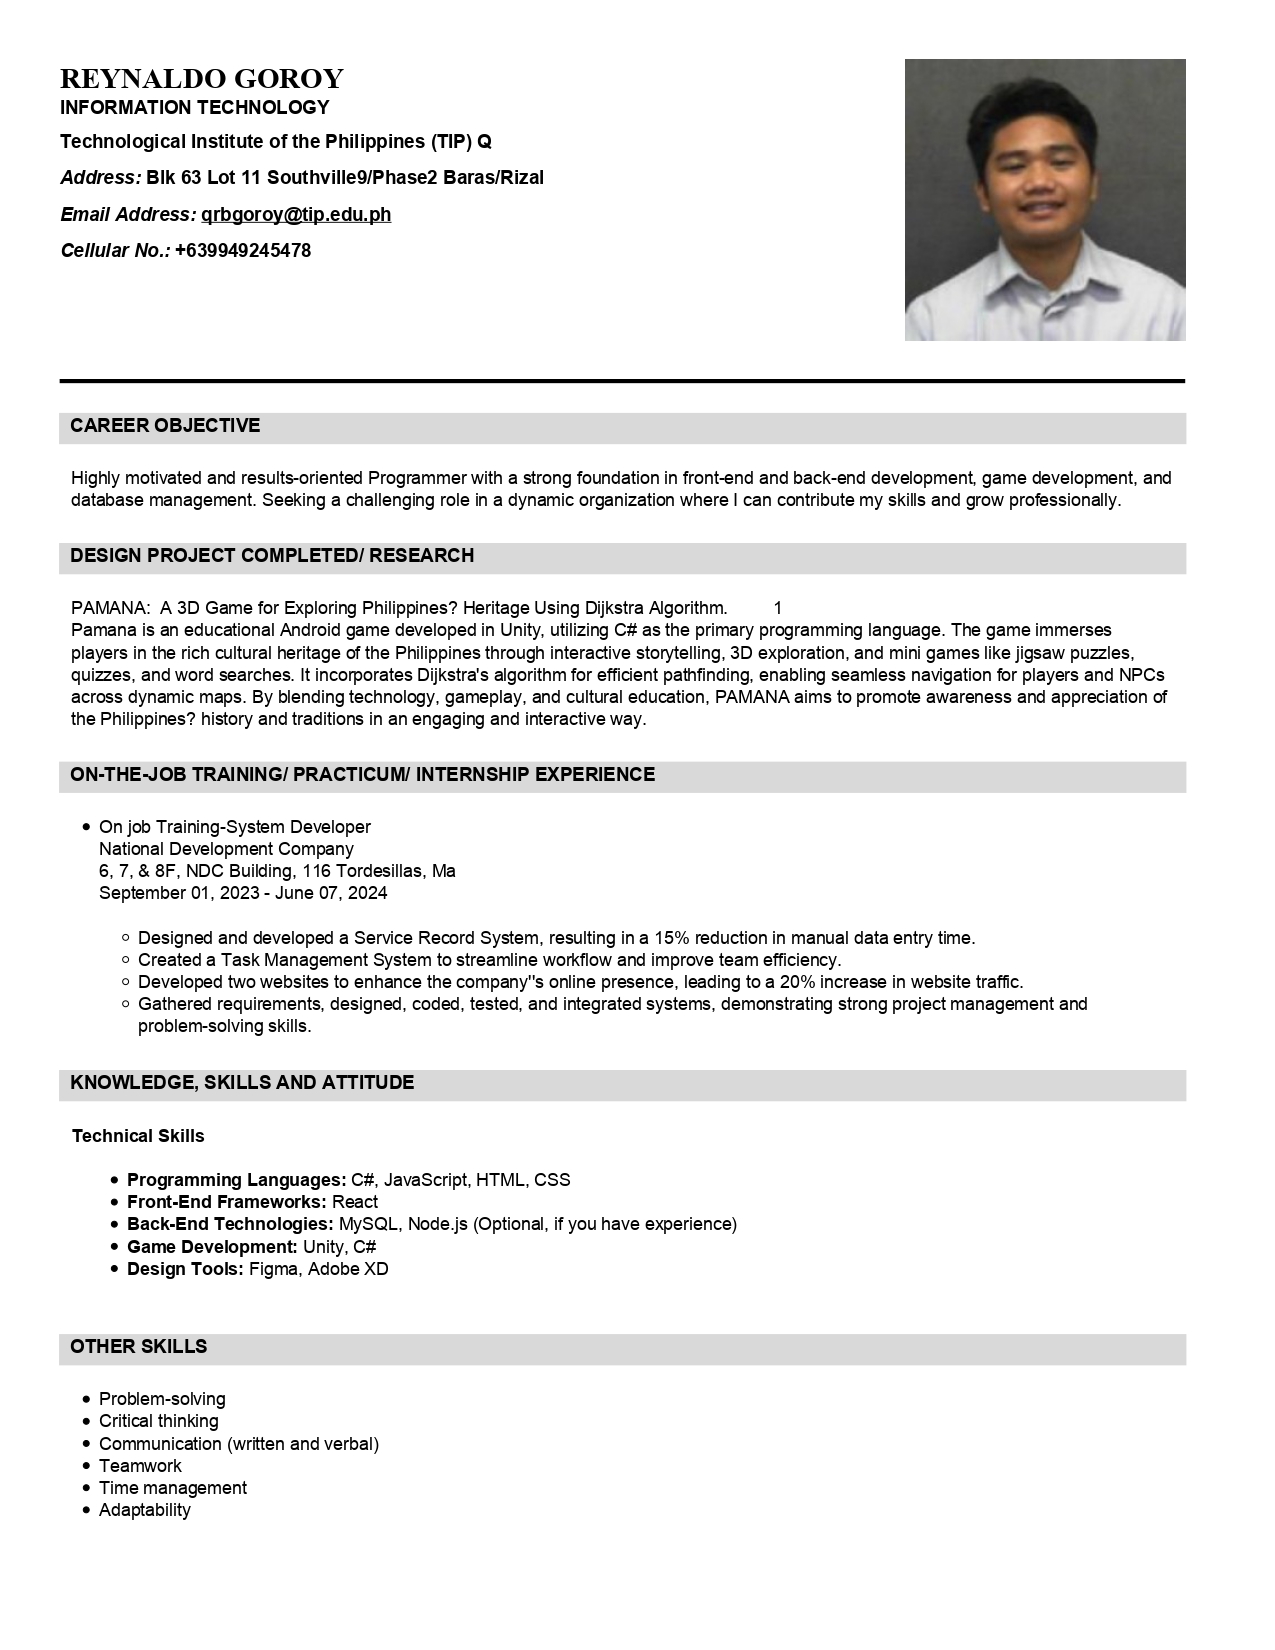 REYNALDO GOROY
INFORMATION TECHNOLOGY
Technological Institute of the Philippines (TIP) Q
Address: Blk 63 Lot 11 Southville9/Phase2 Baras/Rizal
Email Address: qrbgoroy@tip.edu.ph
Cellular No.: +639949245478
CAREER OBJECTIVE
Highly motivated and results-oriented Programmer with a strong foundation in front-end and back-end development, game development, and
database management. Seeking a challenging role in a dynamic organization where I can contribute my skills and grow professionally.
DESIGN PROJECT COMPLETED/ RESEARCH
PAMANA:  A 3D Game for Exploring Philippines? Heritage Using Dijkstra Algorithm. 1
Pamana is an educational Android game developed in Unity, utilizing C# as the primary programming language. The game immerses
players in the rich cultural heritage of the Philippines through interactive storytelling, 3D exploration, and mini games like jigsaw puzzles,
quizzes, and word searches. It incorporates Dijkstra's algorithm for efficient pathfinding, enabling seamless navigation for players and NPCs
across dynamic maps. By blending technology, gameplay, and cultural education, PAMANA aims to promote awareness and appreciation of
the Philippines? history and traditions in an engaging and interactive way.
ON-THE-JOB TRAINING/ PRACTICUM/ INTERNSHIP EXPERIENCE
• On job Training-System Developer
National Development Company
6, 7, & 8F, NDC Building, 116 Tordesillas, Ma
September 01, 2023 - June 07, 2024
○ Designed and developed a Service Record System, resulting in a 15% reduction in manual data entry time.
○ Created a Task Management System to streamline workflow and improve team efficiency.
○ Developed two websites to enhance the company''s online presence, leading to a 20% increase in website traffic.
○ Gathered requirements, designed, coded, tested, and integrated systems, demonstrating strong project management and
problem-solving skills.
KNOWLEDGE, SKILLS AND ATTITUDE
Technical Skills
• Programming Languages: C#, JavaScript, HTML, CSS
• Front-End Frameworks: React
• Back-End Technologies: MySQL, Node.js (Optional, if you have experience)
• Game Development: Unity, C#
• Design Tools: Figma, Adobe XD
OTHER SKILLS
• Problem-solving
• Critical thinking
• Communication (written and verbal)
• Teamwork
• Time management
• Adaptability